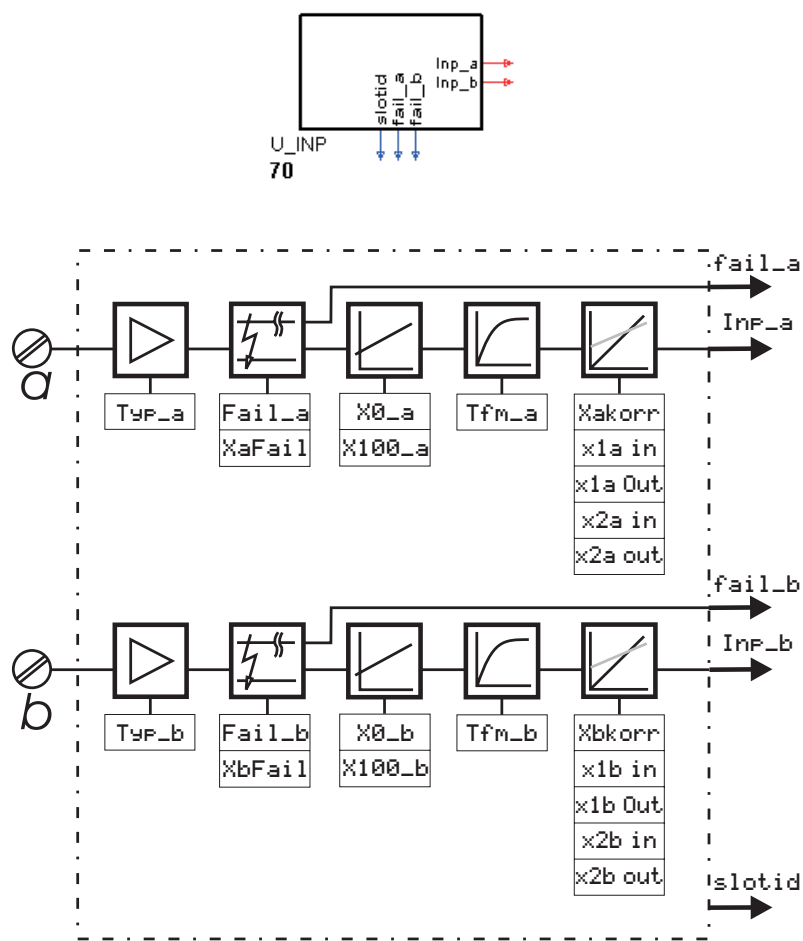 Inp_a
Inp_b
slotid
fail_a
fail_b
U_INP
70
fail_a
Inp_a
a
Typ_a
Fail_a
XaFail
X0_a
X100_a
Tfm_a
Xakorr
x1a in
x1a Out
x2a in
x2a out
fail_b
Inp_b
b
Typ_b
Fail_b
XbFail
X0_b
X100_b
Tfm_b
Xbkorr
x1b in
x1b Out
x2b in
x2b out
slotid